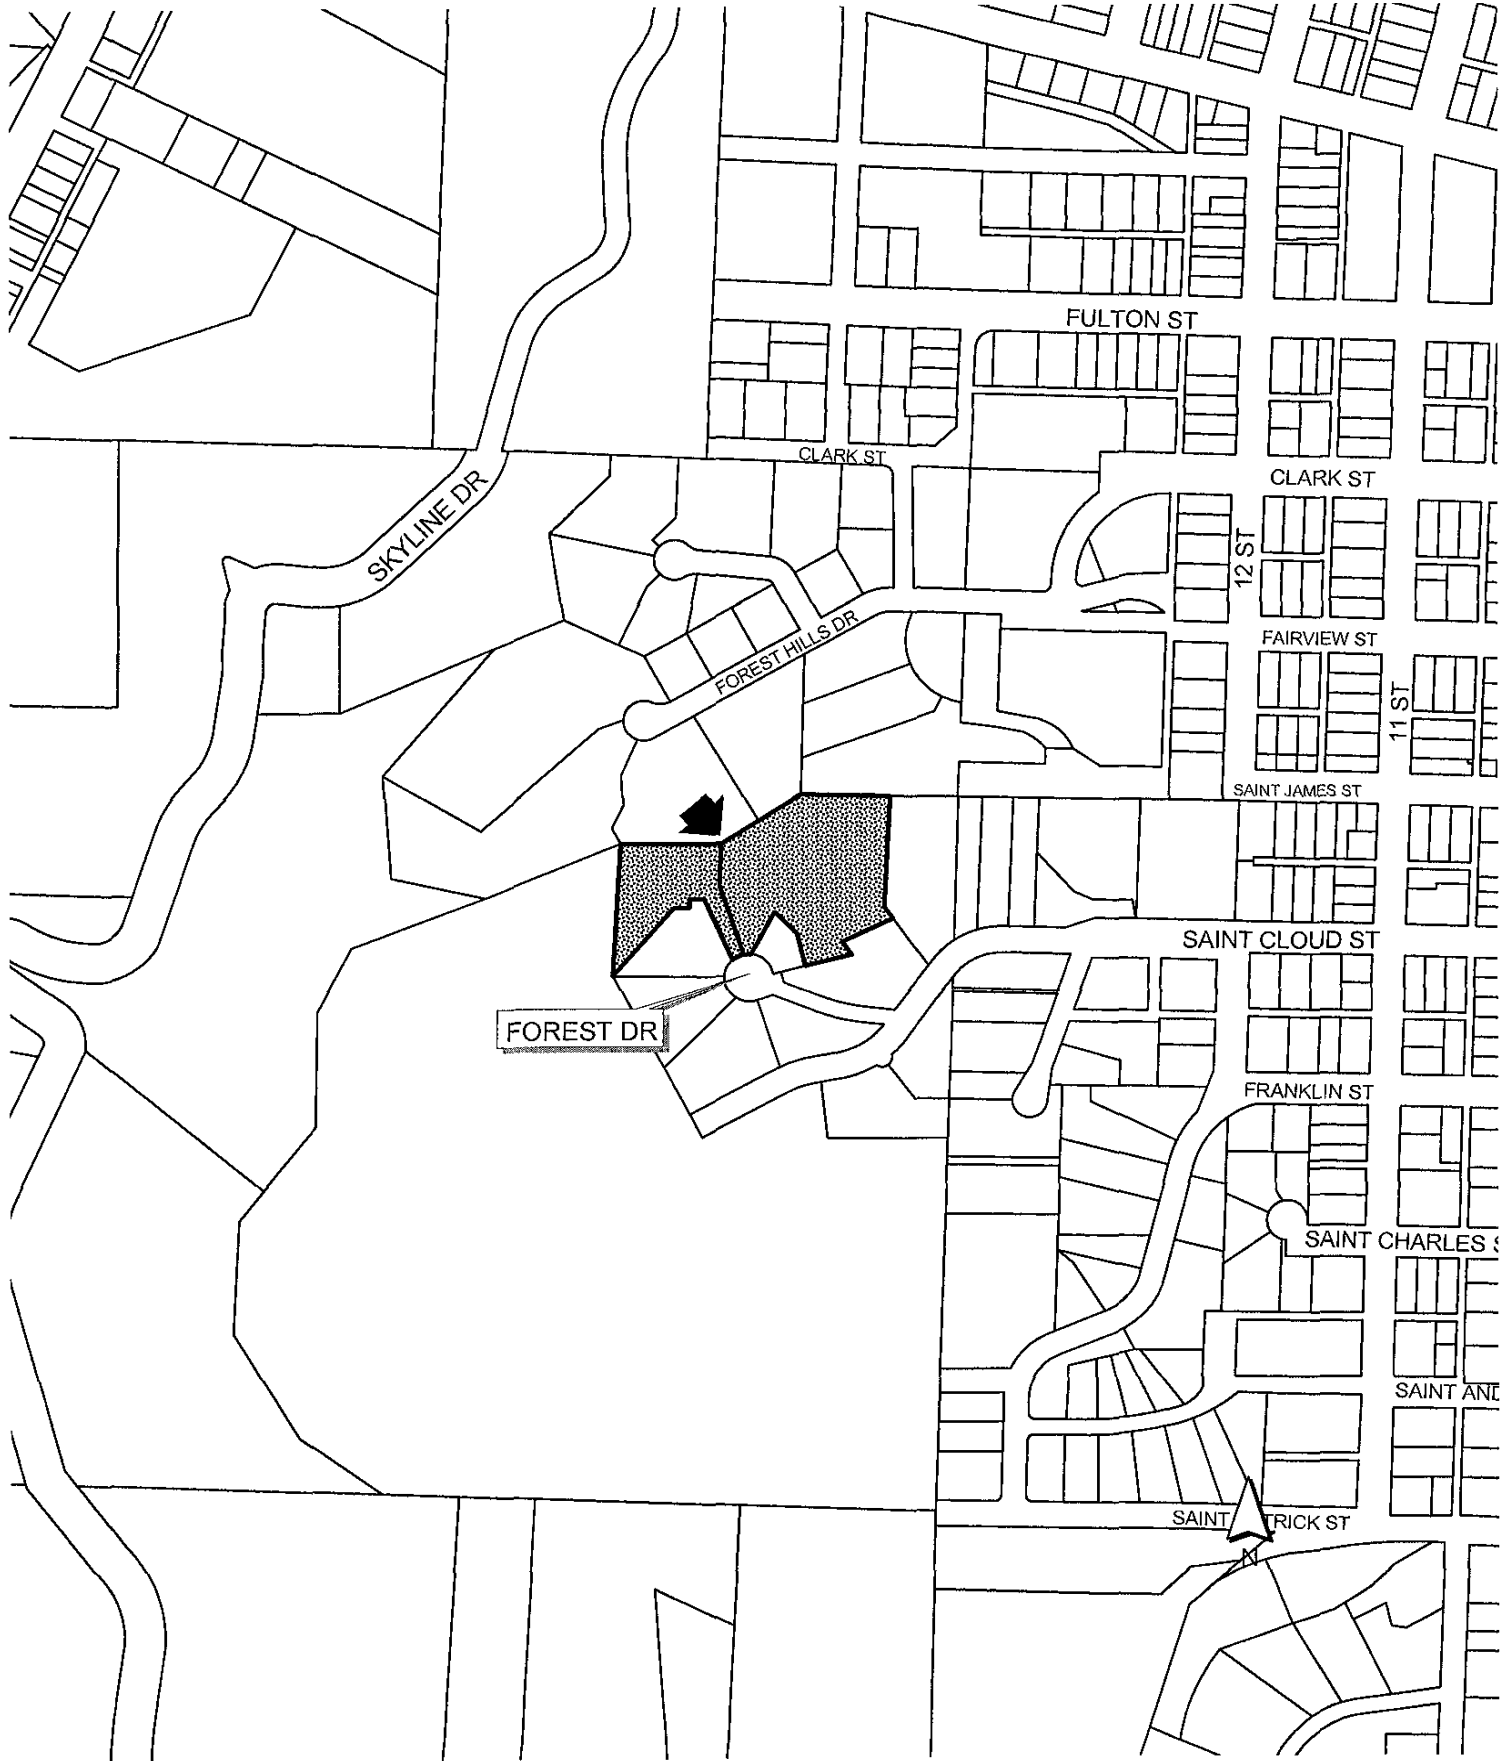 FULTON ST
CLARK ST
CLARK ST
SKYLINE DR
12 ST
FOREST HILLS DR
FAIRVIEW ST
11 ST
SAINT JAMES ST
SAINT CLOUD ST
FOREST DR
FRANKLIN ST
SAINT CHARLES S
SAINT AND
SAINT TRICK ST
N